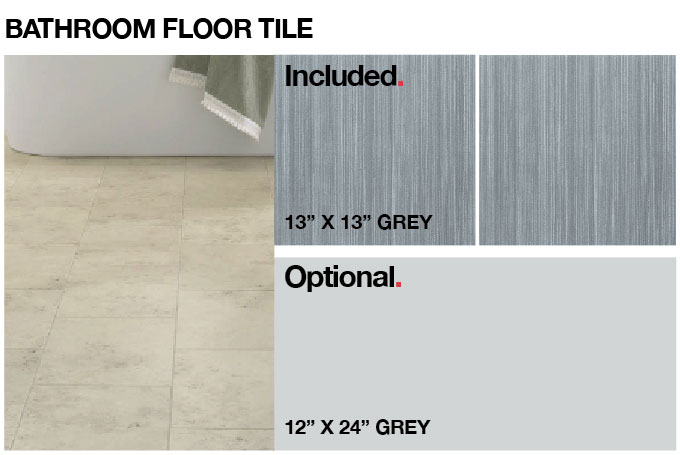 BATHROOM FLOOR TILE
Included.
13” X 13” GREY
Optional.
12” X 24” GREY